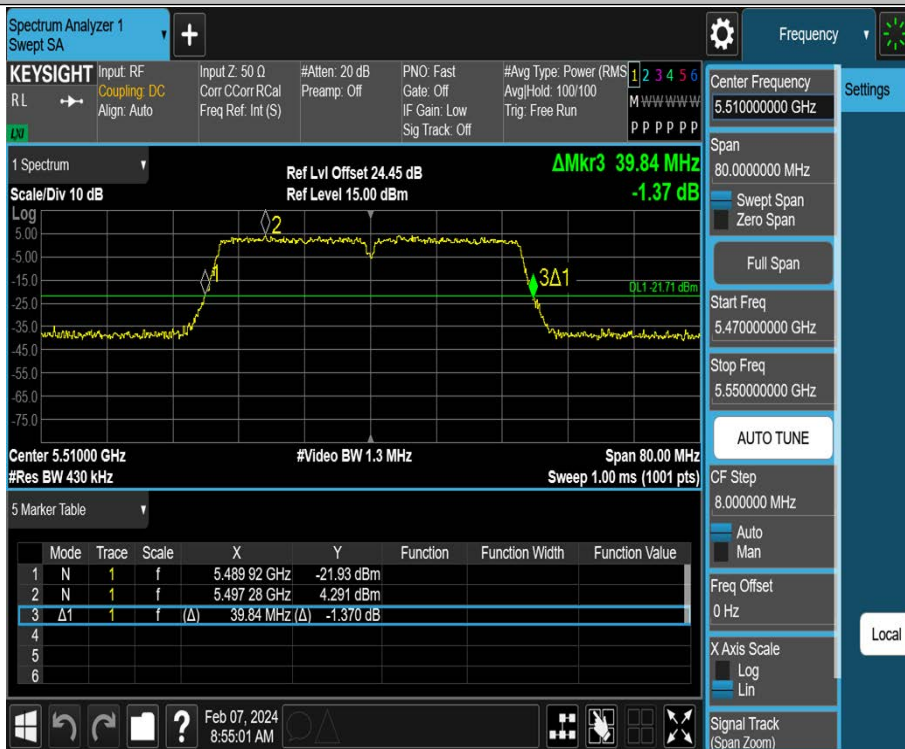 Spectrum Analyzer 1
Swept SA
+
Frequency
KEYSIGHT
RL
LXI
Input: RF
Coupling: DC
Align: Auto
Input Z: 50 Ω
Corr CCorr RCal
Freq Ref: Int (S)
#Atten: 20 dB
Preamp: Off
PNO: Fast
Gate: Off
IF Gain: Low
Sig Track: Off
#Avg Type: Power (RMS
Avg|Hold: 100/100
Trig: Free Run
1 2 3 4 5 6
M W W W W W
P P P P P P
1 Spectrum
Scale/Div 10 dB
Ref Lvl Offset 24.45 dB
Ref Level 15.00 dBm
ΔMkr3 39.84 MHz
-1.37 dB
Log
5.00
-5.00
-15.0
-25.0
-35.0
-45.0
-55.0
-65.0
-75.0
2
1
3Δ1
DL1 -21.71 dBm
Center 5.51000 GHz
#Res BW 430 kHz
#Video BW 1.3 MHz
Span 80.00 MHz
Sweep 1.00 ms (1001 pts)
5 Marker Table
Mode Trace Scale X Y Function Function Width Function Value
1 N 1 f 5.489 92 GHz -21.93 dBm
2 N 1 f 5.497 28 GHz 4.291 dBm
3 Δ1 1 f (Δ) 39.84 MHz (Δ) -1.370 dB
4
5
6
?
Feb 07, 2024
8:55:01 AM
Center Frequency
5.510000000 GHz
Span
80.0000000 MHz
Swept Span
Zero Span
Full Span
Start Freq
5.470000000 GHz
Stop Freq
5.550000000 GHz
AUTO TUNE
CF Step
8.000000 MHz
Auto
Man
Freq Offset
0 Hz
X Axis Scale
Log
Lin
Signal Track
(Span Zoom)
Settings
Local